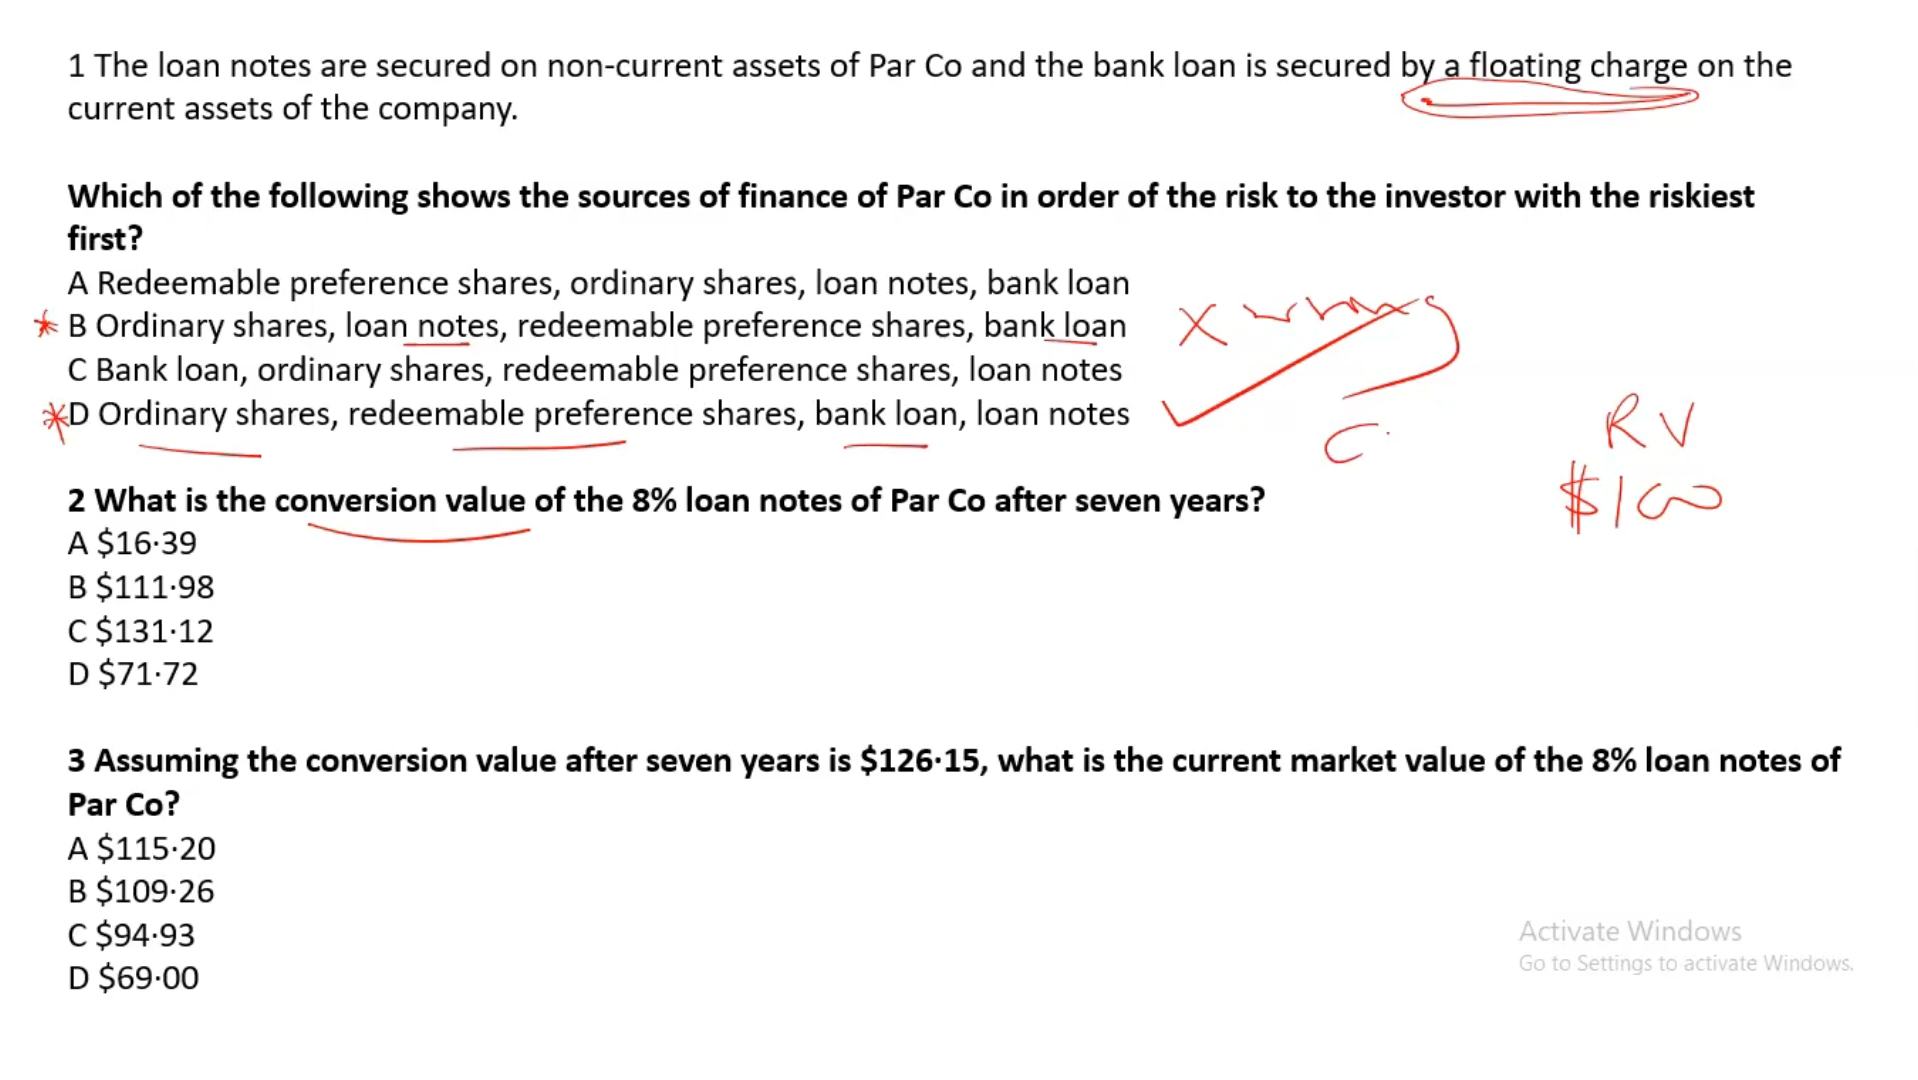 1 The loan notes are secured on non-current assets of Par Co and the bank loan is secured by a floating charge on the
current assets of the company.
Which of the following shows the sources of finance of Par Co in order of the risk to the investor with the riskiest
first?
A Redeemable preference shares, ordinary shares, loan notes, bank loan
* B Ordinary shares, loan notes, redeemable preference shares, bank loan
X
C Bank loan, ordinary shares, redeemable preference shares, loan notes
* D Ordinary shares, redeemable preference shares, bank loan, loan notes
C
RV
$100
2 What is the conversion value of the 8% loan notes of Par Co after seven years?
A $16·39
B $111·98
C $131·12
D $71·72
3 Assuming the conversion value after seven years is $126·15, what is the current market value of the 8% loan notes of
Par Co?
A $115·20
B $109·26
C $94·93
D $69·00
Activate Windows
Go to Settings to activate Windows.